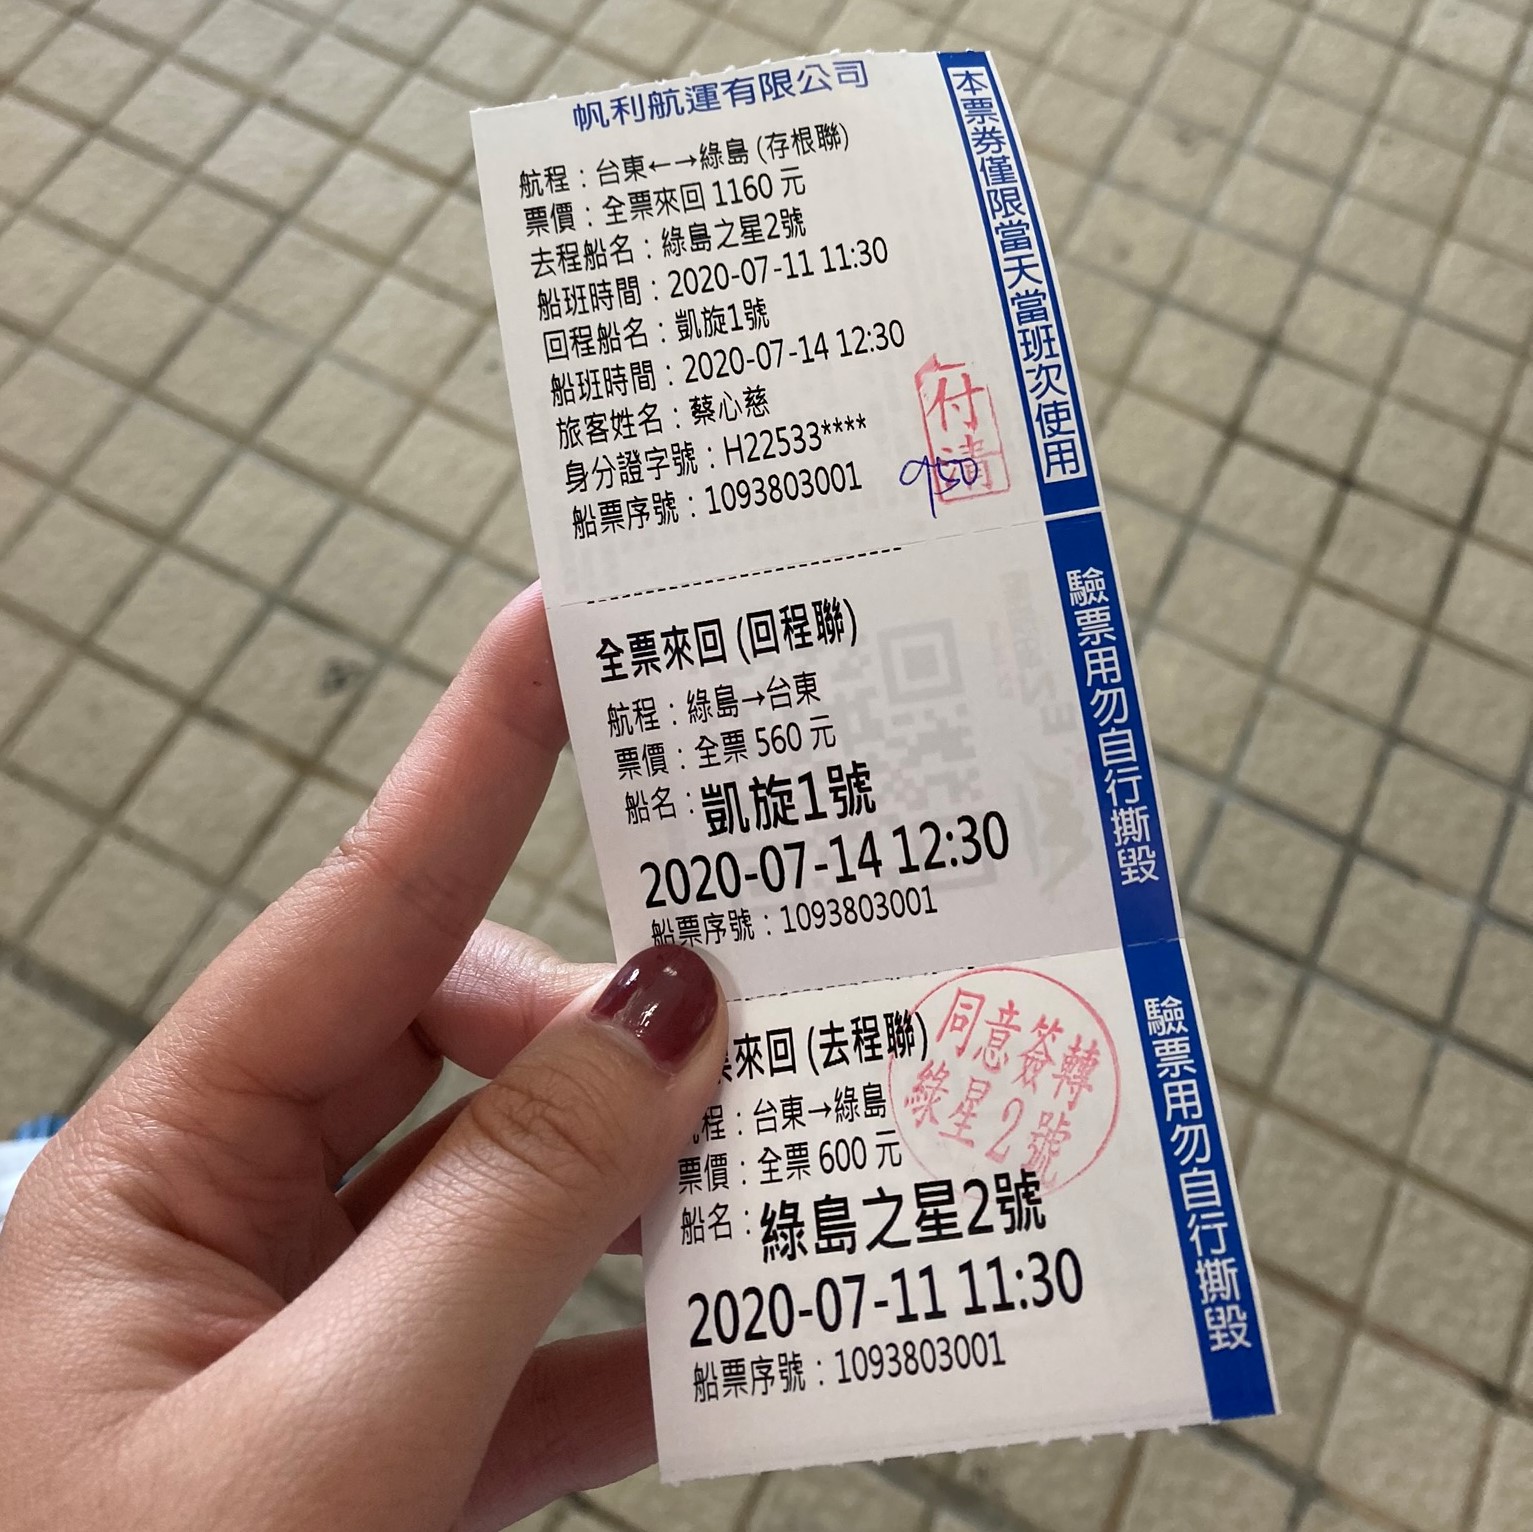 帆利航運有限公司
航程：台東←→綠島 (存根聯)
票價：全票來回 1160 元
去程船名：綠島之星2號
船班時間：2020-07-11 11:30
回程船名：凱旋1號
船班時間：2020-07-14 12:30
旅客姓名：蔡心慈
身分證字號：H22533****
船票序號：1093803001
付清
950
本票券僅限當天當班次使用
全票來回 (回程聯)
航程：綠島→台東
票價：全票 560 元
船名：凱旋1號
2020-07-14 12:30
船票序號：1093803001
驗票用勿自行撕毀
來回 (去程聯)
程：台東→綠島
票價：全票 600 元
船名：綠島之星2號
2020-07-11 11:30
船票序號：1093803001
同意簽轉
綠星2號
驗票用勿自行撕毀